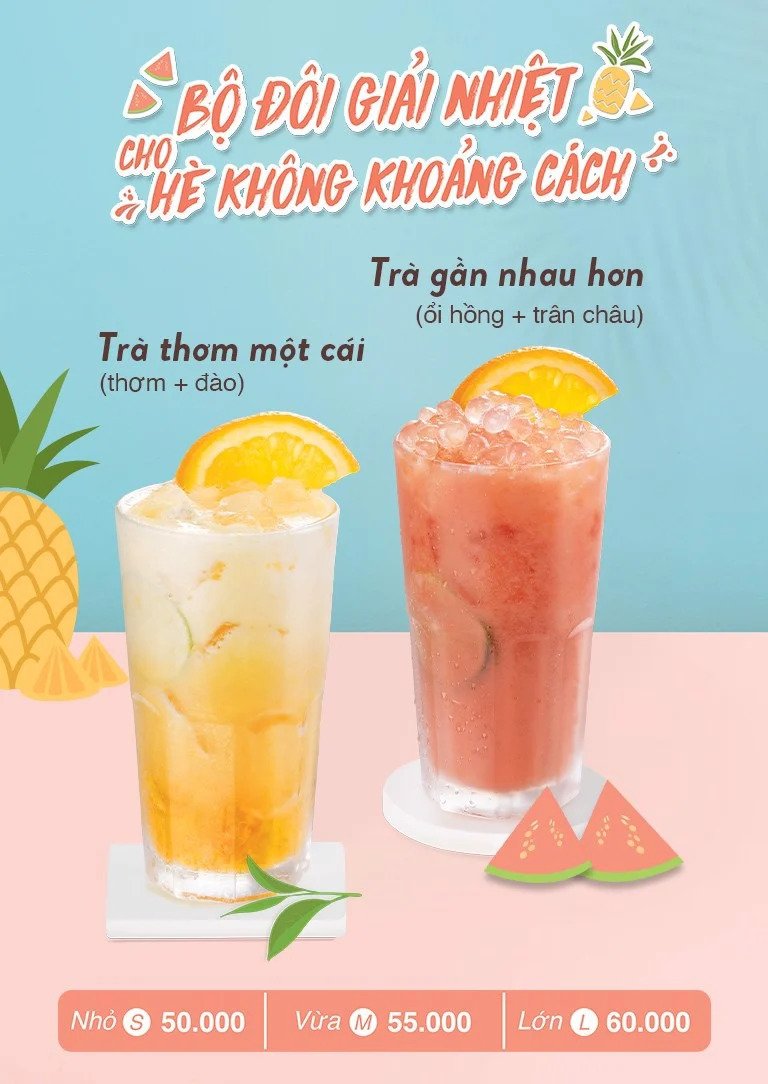 BỘ ĐÔI GIẢI NHIỆT
CHO HÈ KHÔNG KHOẢNG CÁCH
Trà gần nhau hơn
(ổi hồng + trân châu)
Trà thơm một cái
(thơm + đào)
Nhỏ S 50.000
Vừa M 55.000
Lớn L 60.000